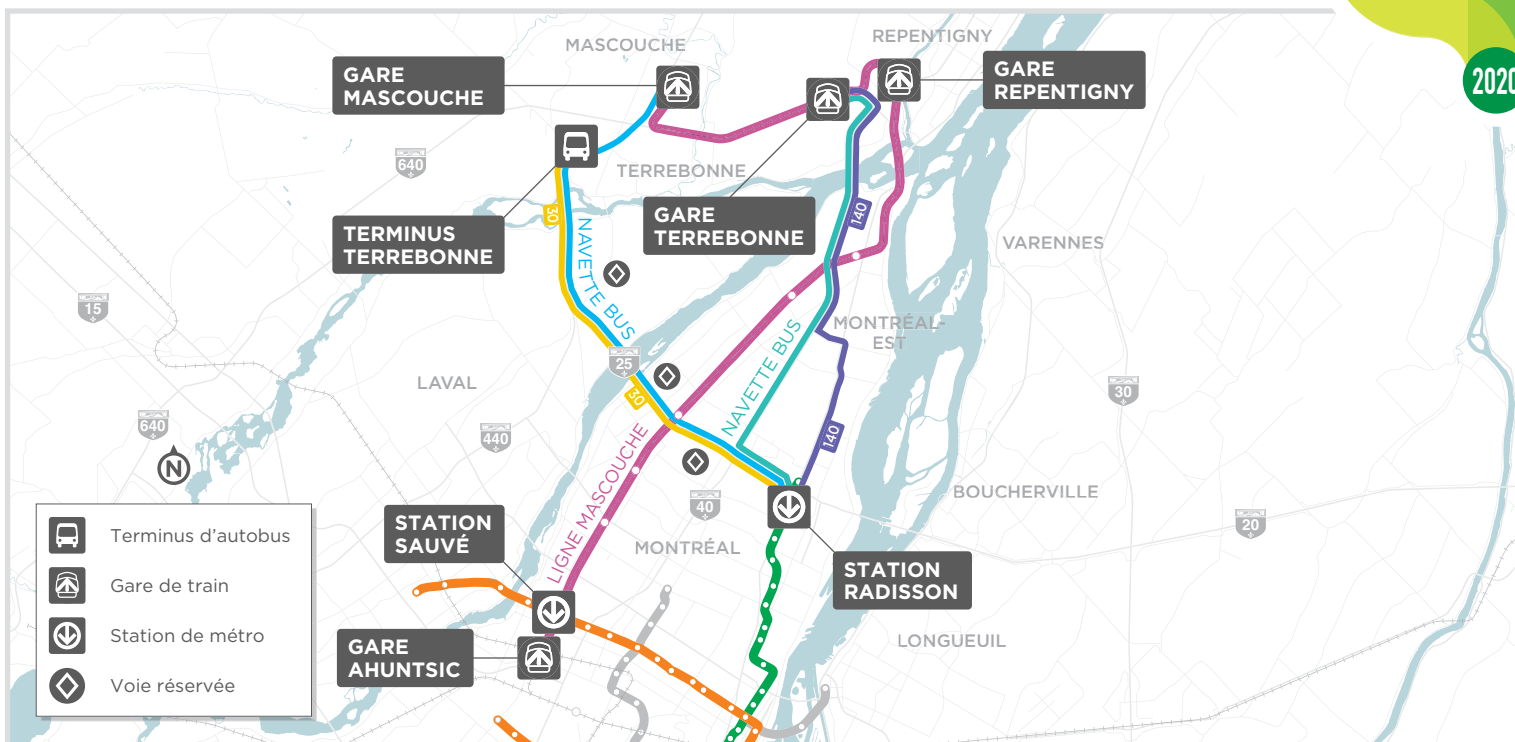 MASCOUCHE
REPENTIGNY
2020
GARE
MASCOUCHE
GARE
REPENTIGNY
640
TERREBONNE
TERMINUS
TERREBONNE
30
NAVETTE BUS
GARE
TERREBONNE
140
VARENNES
15
25
MONTRÉAL-
EST
NAVETTE BUS
LAVAL
30
30
640
440
LIGNE MASCOUCHE
140
N
40
BOUCHERVILLE
20
STATION
SAUVÉ
MONTRÉAL
STATION
RADISSON
GARE
AHUNTSIC
LONGUEUIL
Terminus d'autobus
Gare de train
Station de métro
Voie réservée